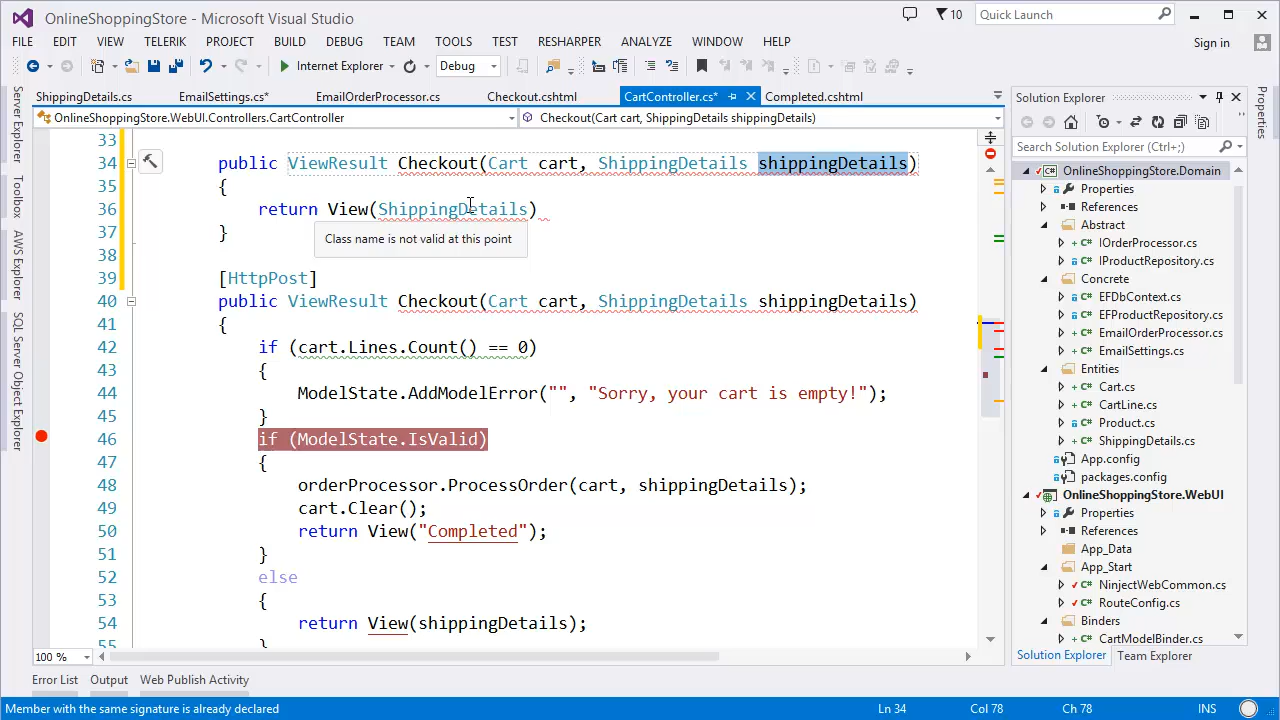 OnlineShoppingStore - Microsoft Visual Studio
10
Quick Launch (Ctrl+Q)
FILE EDIT VIEW TELERIK PROJECT BUILD DEBUG TEAM TOOLS TEST RESHARPER ANALYZE WINDOW HELP
Sign in
Internet Explorer
Debug
ShippingDetails.cs EmailSettings.cs* EmailOrderProcessor.cs Checkout.cshtml CartController.cs* Completed.cshtml
OnlineShoppingStore.WebUI.Controllers.CartController
Checkout(Cart cart, ShippingDetails shippingDetails)
33
34 public ViewResult Checkout(Cart cart, ShippingDetails shippingDetails)
35 {
36 return View(ShippingDetails)
37 }
Class name is not valid at this point
38
39 [HttpPost]
40 public ViewResult Checkout(Cart cart, ShippingDetails shippingDetails)
41 {
42 if (cart.Lines.Count() == 0)
43 {
44 ModelState.AddModelError("", "Sorry, your cart is empty!");
45 }
46 if (ModelState.IsValid)
47 {
48 orderProcessor.ProcessOrder(cart, shippingDetails);
49 cart.Clear();
50 return View("Completed");
51 }
52 else
53 {
54 return View(shippingDetails);
55 }
100 %
Server Explorer
Toolbox
AWS Explorer
SQL Server Object Explorer
Solution Explorer
Search Solution Explorer (Ctrl+;)
OnlineShoppingStore.Domain
Properties
References
Abstract
IOrderProcessor.cs
IProductRepository.cs
Concrete
EFDbContext.cs
EFProductRepository.cs
EmailOrderProcessor.cs
EmailSettings.cs
Entities
Cart.cs
CartLine.cs
Product.cs
ShippingDetails.cs
App.config
packages.config
OnlineShoppingStore.WebUI
Properties
References
App_Data
App_Start
NinjectWebCommon.cs
RouteConfig.cs
Binders
CartModelBinder.cs
Solution Explorer Team Explorer
Properties
Error List Output Web Publish Activity
Member with the same signature is already declared
Ln 34 Col 78 Ch 78 INS